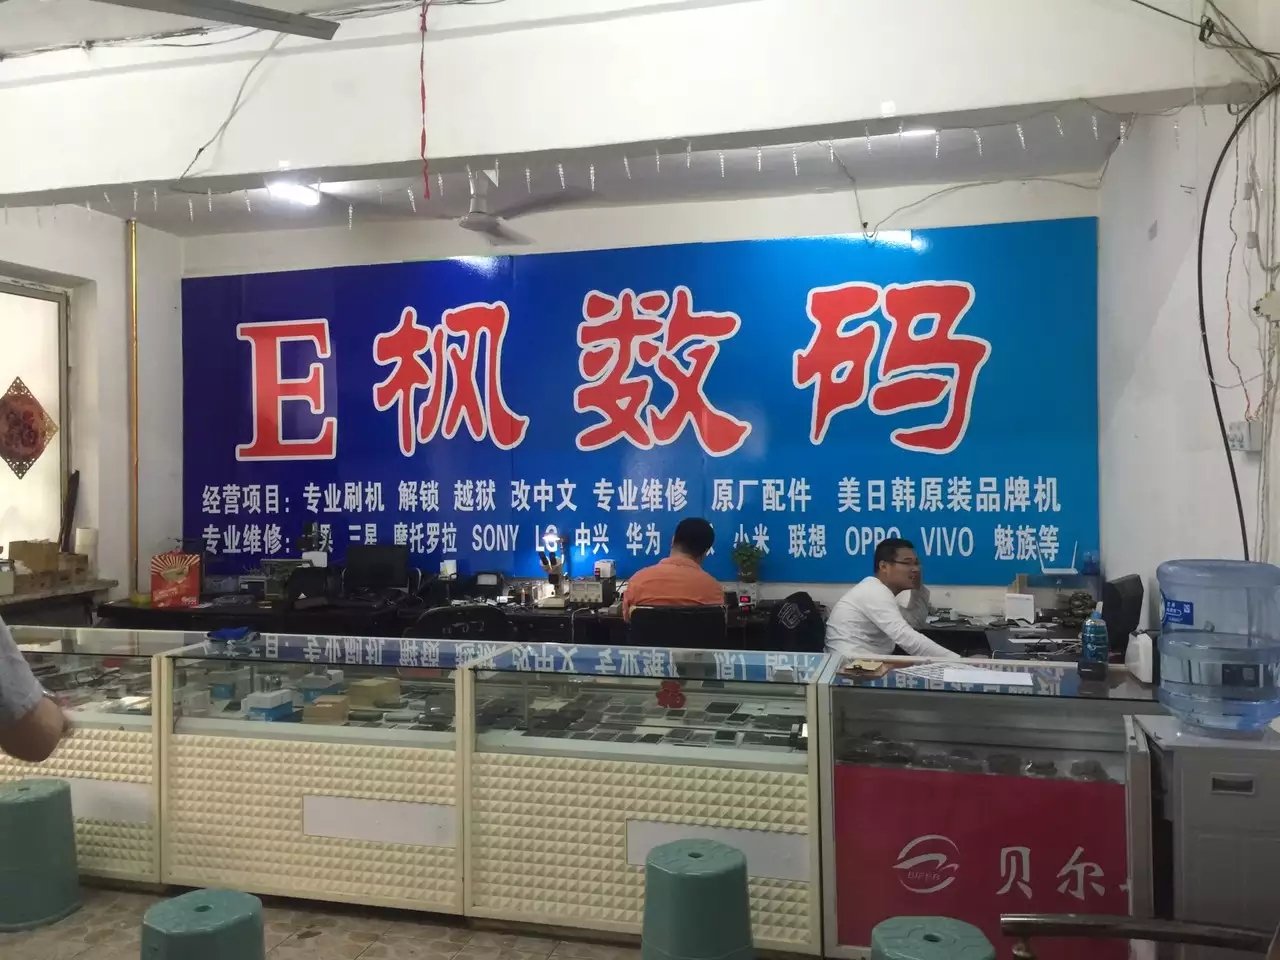 E枫数码
经营项目：专业刷机 解锁 越狱 改中文 专业维修 原厂配件 美日韩原装品牌机
专业维修： 三星 摩托罗拉 SONY LG 中兴 华为 小米 联想 OPPO VIVO 魅族等
贝尔